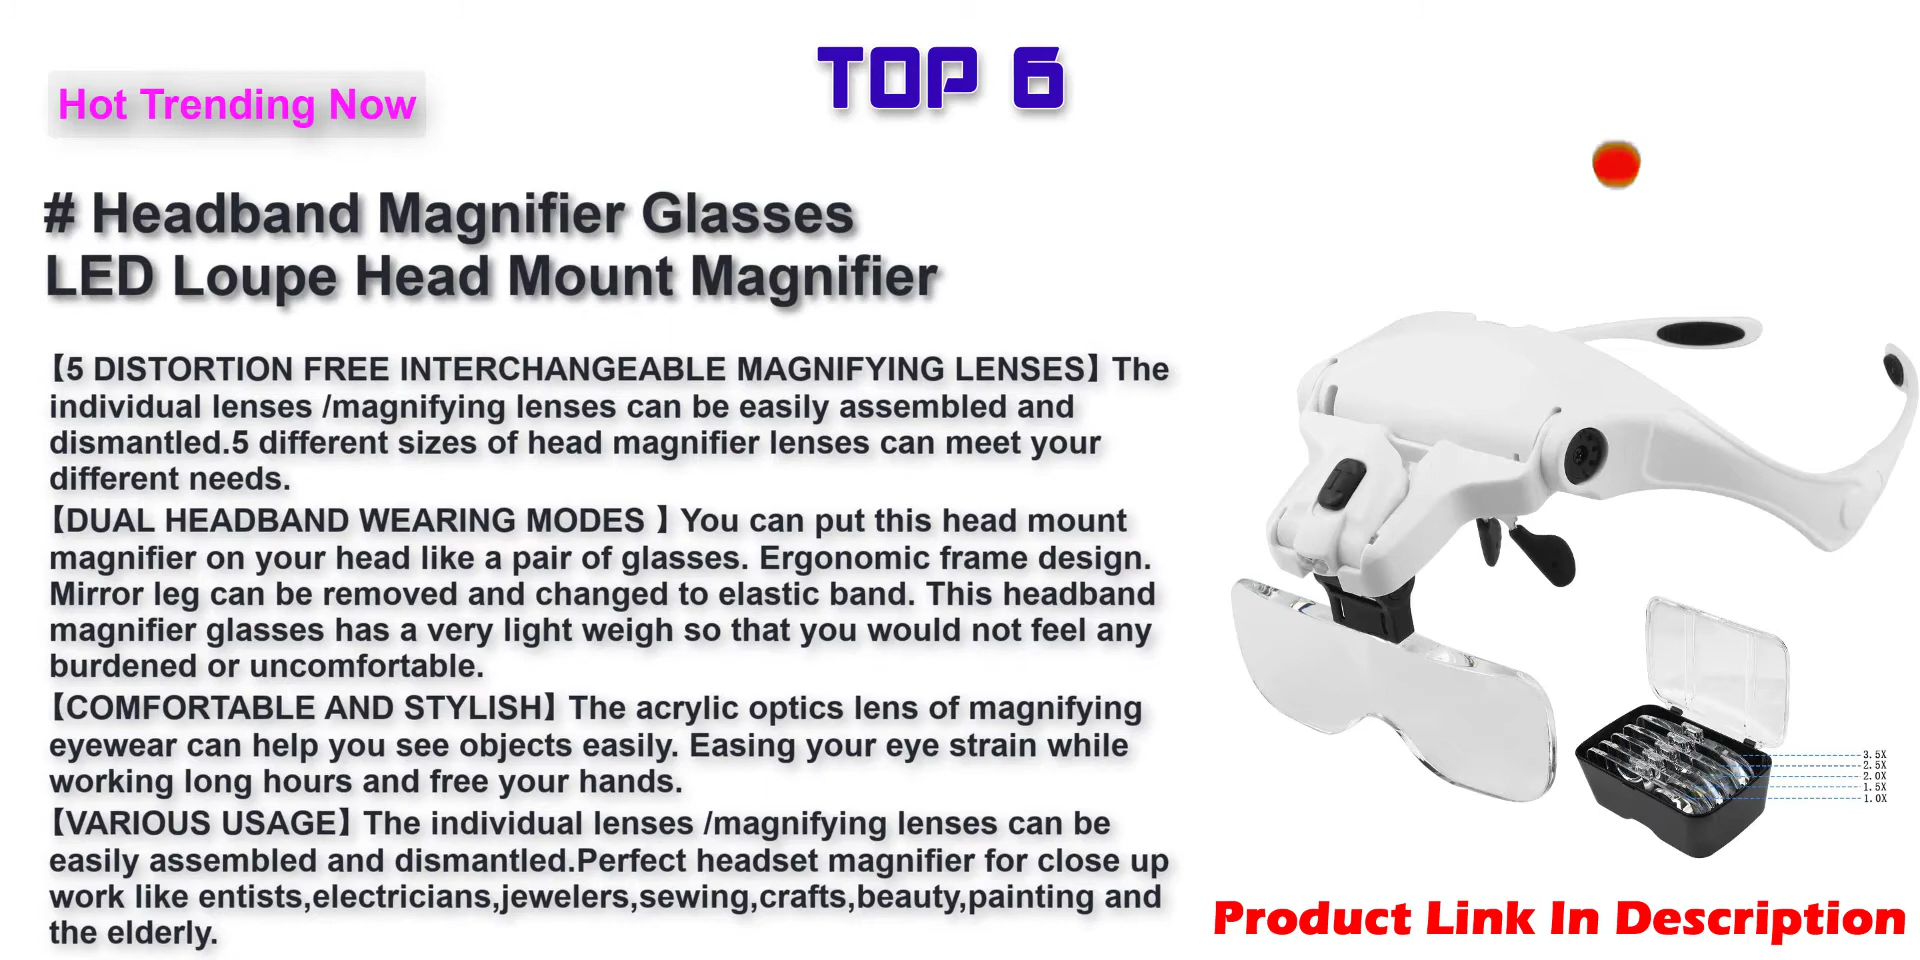 TOP 6
Hot Trending Now
# Headband Magnifier Glasses
LED Loupe Head Mount Magnifier
【5 DISTORTION FREE INTERCHANGEABLE MAGNIFYING LENSES】The
individual lenses /magnifying lenses can be easily assembled and
dismantled.5 different sizes of head magnifier lenses can meet your
different needs.
【DUAL HEADBAND WEARING MODES 】You can put this head mount
magnifier on your head like a pair of glasses. Ergonomic frame design.
Mirror leg can be removed and changed to elastic band. This headband
magnifier glasses has a very light weigh so that you would not feel any
burdened or uncomfortable.
【COMFORTABLE AND STYLISH】The acrylic optics lens of magnifying
eyewear can help you see objects easily. Easing your eye strain while
working long hours and free your hands.
【VARIOUS USAGE】The individual lenses /magnifying lenses can be
easily assembled and dismantled.Perfect headset magnifier for close up
work like entists,electricians,jewelers,sewing,crafts,beauty,painting and
the elderly.
3.5X
2.5X
2.0X
1.5X
1.0X
Product Link In Description